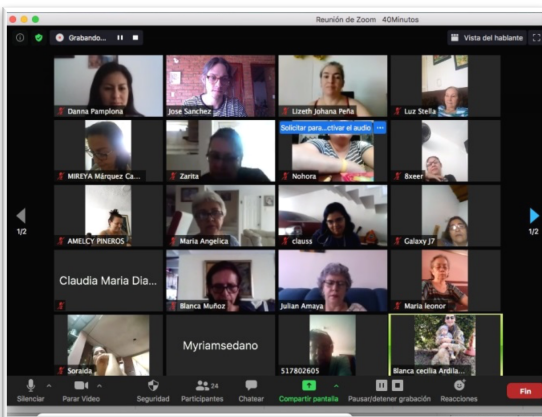 Reunión de Zoom 40Minutos
Grabando...
Vista del hablante
Danna Pamplona
Jose Sanchez
Lizeth Johana Peña
Luz Stella
MIREYA Márquez Ca...
Zarita
Solicitar para...ctivar el audio ...
Nohora
8xeer
1/2
1/2
AMELCY PINEROS
Maria Angelica
clauss
Galaxy J7
Claudia Maria Dia...
Blanca Muñoz
Julian Amaya
Maria leonor
Soraida
Myriamsedano
517802605
Blanca cecilia Ardila...
Silenciar
Parar Video
Seguridad
24
Participantes
Chatear
Compartir pantalla
Pausar/detener grabación
Reacciones
Fin